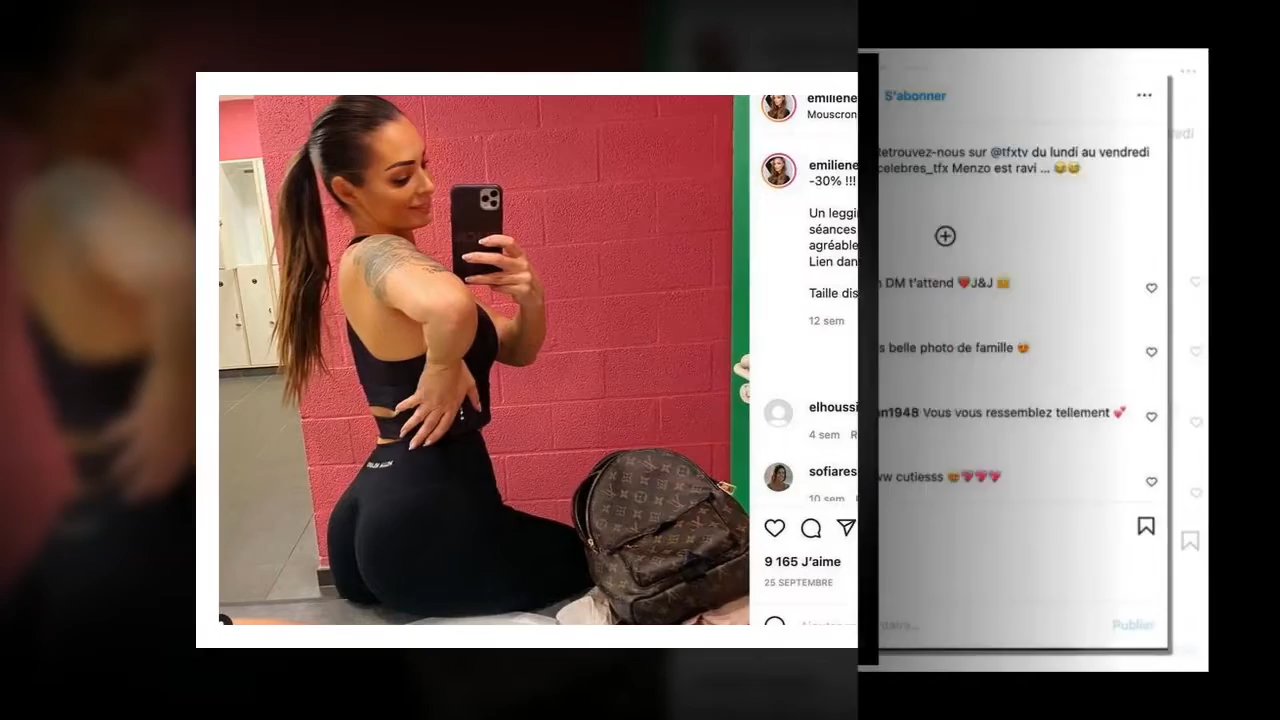 emiliene
Mouscron
emiliene
-30% !!!
Un leggi
séances
agréable
Lien dan
Taille dis
12 sem
elhoussi
4 sem R
sofiares
10 sem
9 165 J'aime
25 SEPTEMBRE
S'abonner
Retrouvez-nous sur @tfxtv du lundi au vendredi
celebres_tfx Menzo est ravi ... 😂😅
DM t'attend ❤️J&J
s belle photo de famille 😍
n1948 Vous vous ressemblez tellement 💕
w cutiesss 😍💖💖💖
Publier